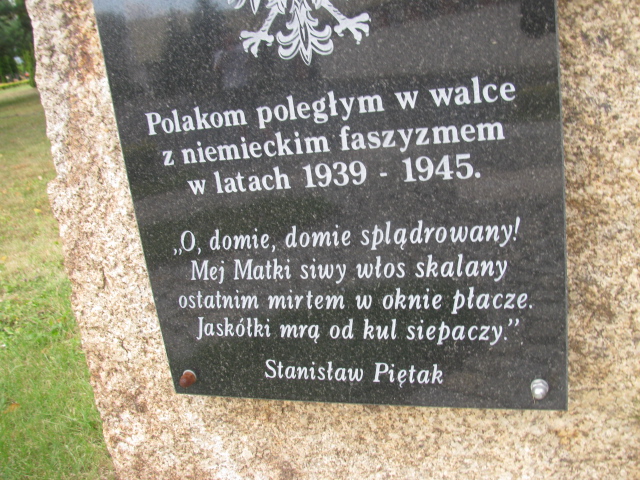 Polakom poległym w walce
z niemieckim faszyzmem
w latach 1939 - 1945.
„O, domie, domie splądrowany!
Mej Matki siwy włos skalany
ostatnim mirtem w oknie płacze.
Jaskółki mrą od kul siepaczy.”
Stanisław Piętak